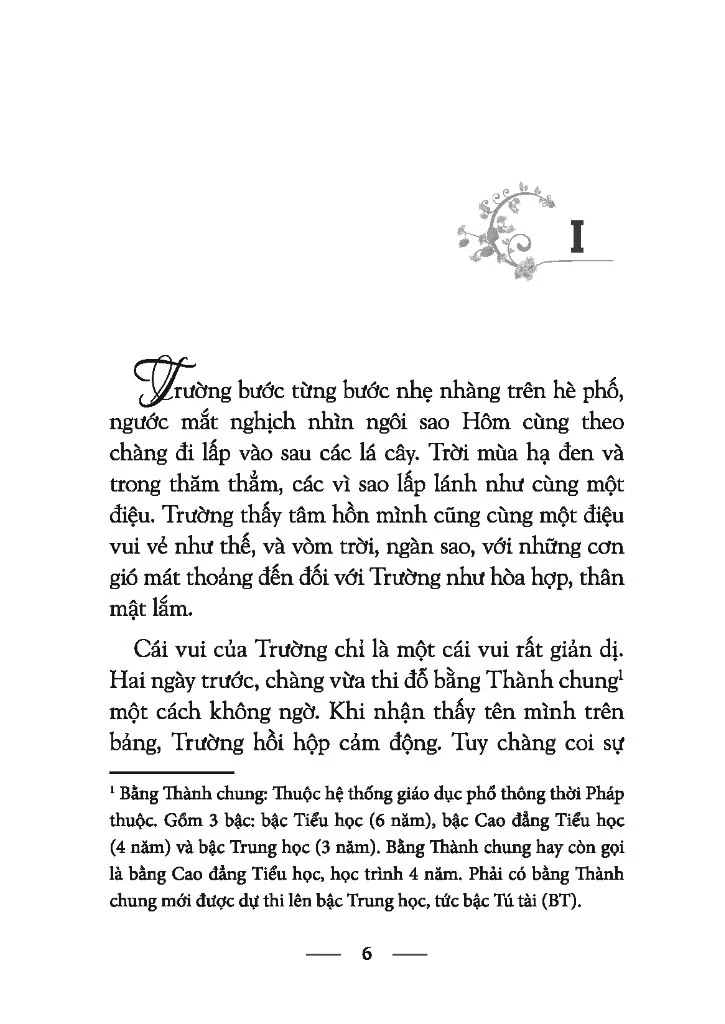 I
Trường bước từng bước nhẹ nhàng trên hè phố,
ngước mắt nghịch nhìn ngôi sao Hôm cùng theo
chàng đi lấp vào sau các lá cây. Trời mùa hạ đen và
trong thăm thẳm, các vì sao lấp lánh như cùng một
điệu. Trường thấy tâm hồn mình cũng cùng một điệu
vui vẻ như thế, và vòm trời, ngàn sao, với những cơn
gió mát thoảng đến đối với Trường như hòa hợp, thân
mật lắm.
Cái vui của Trường chỉ là một cái vui rất giản dị.
Hai ngày trước, chàng vừa thi đỗ bằng Thành chung¹
một cách không ngờ. Khi nhận thấy tên mình trên
bảng, Trường hồi hộp cảm động. Tuy chàng coi sự
¹ Bằng Thành chung: Thuộc hệ thống giáo dục phổ thông thời Pháp
thuộc. Gồm 3 bậc: bậc Tiểu học (6 năm), bậc Cao đẳng Tiểu học
(4 năm) và bậc Trung học (3 năm). Bằng Thành chung hay còn gọi
là bằng Cao đẳng Tiểu học, học trình 4 năm. Phải có bằng Thành
chung mới được dự thi lên bậc Trung học, tức bậc Tú tài (BT).
6